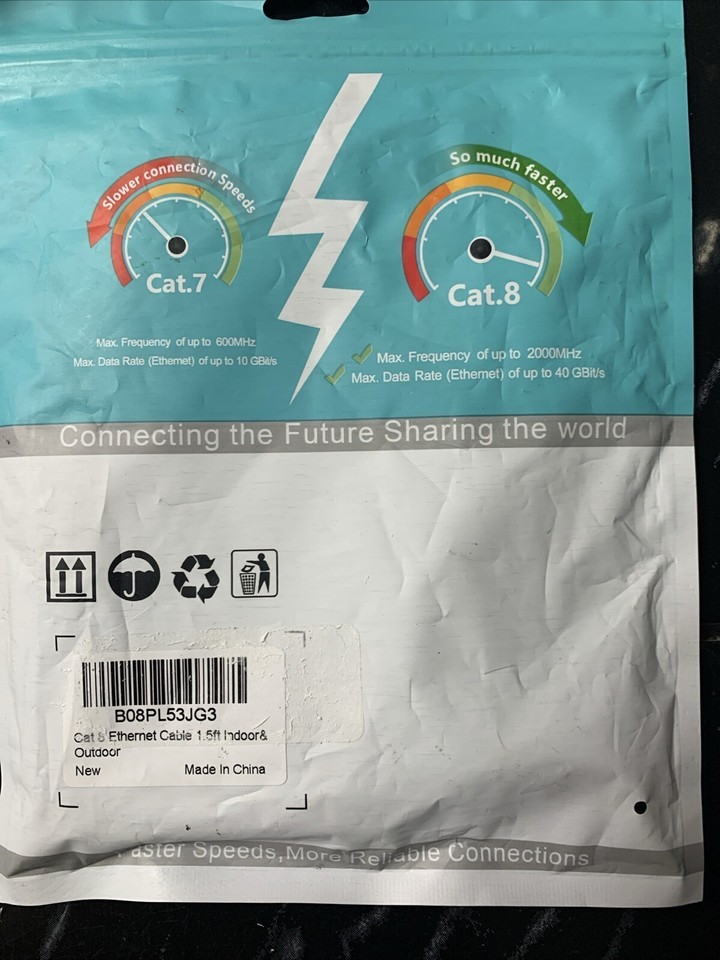 Slower connection Speeds
So much faster
Cat.7
Cat.8
Max. Frequency of up to 600MHz
Max. Data Rate (Ethernet) of up to 10 GBit/s
Max. Frequency of up to 2000MHz
Max. Data Rate (Ethernet) of up to 40 GBit/s
Connecting the Future Sharing the world
B08PL53JG3
Cat 8 Ethernet Cable 1.5ft Indoor&
Outdoor
New Made In China
Faster Speeds,More Reliable Connections